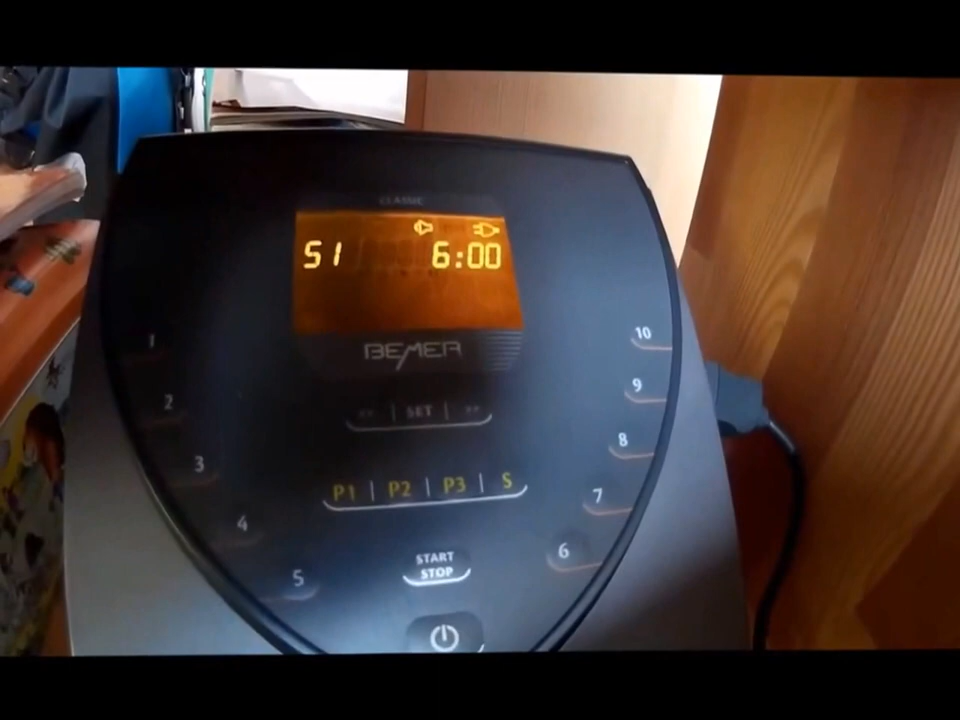 CLASSIC
S1 6:00
BEMER
1 10
<< | SET | >>
2 9
3 8
P1 | P2 | P3 | S
4 7
START
STOP
5 6